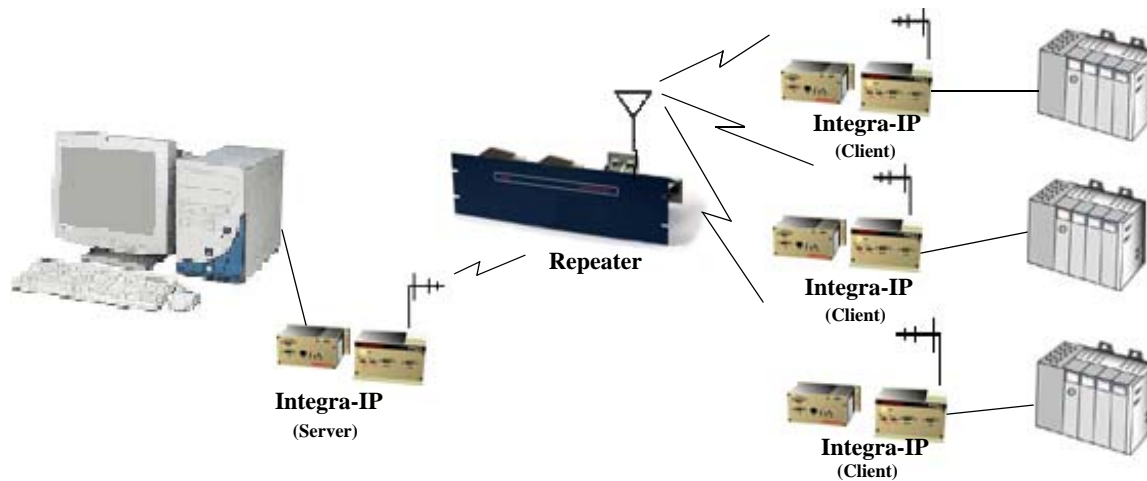 Integra-IP
(Client)
Repeater
Integra-IP
(Client)
Integra-IP
(Server)
Integra-IP
(Client)